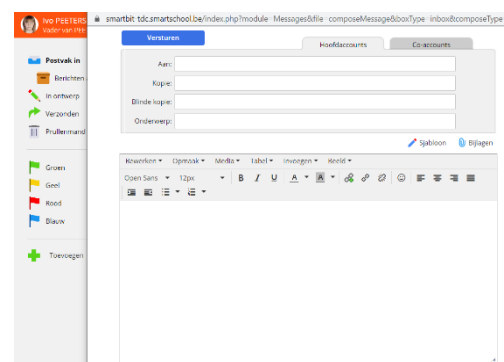 Ivo PEETERS
Vader van PEE
smartbit-tdc.smartschool.be/index.php?module=Messages&file=composeMessage&boxType=inbox&composeType
Postvak in
Berichten
In ontwerp
Verzonden
Prullenmand
Groen
Geel
Rood
Blauw
Toevoegen
Versturen
Hoofdaccounts
Co-accounts
Aan:
Kopie:
Blinde kopie:
Onderwerp:
Sjabloon
Bijlagen
Bewerken Opmaak Media Tabel Invoegen Beeld
Open Sans 12px B I U A A